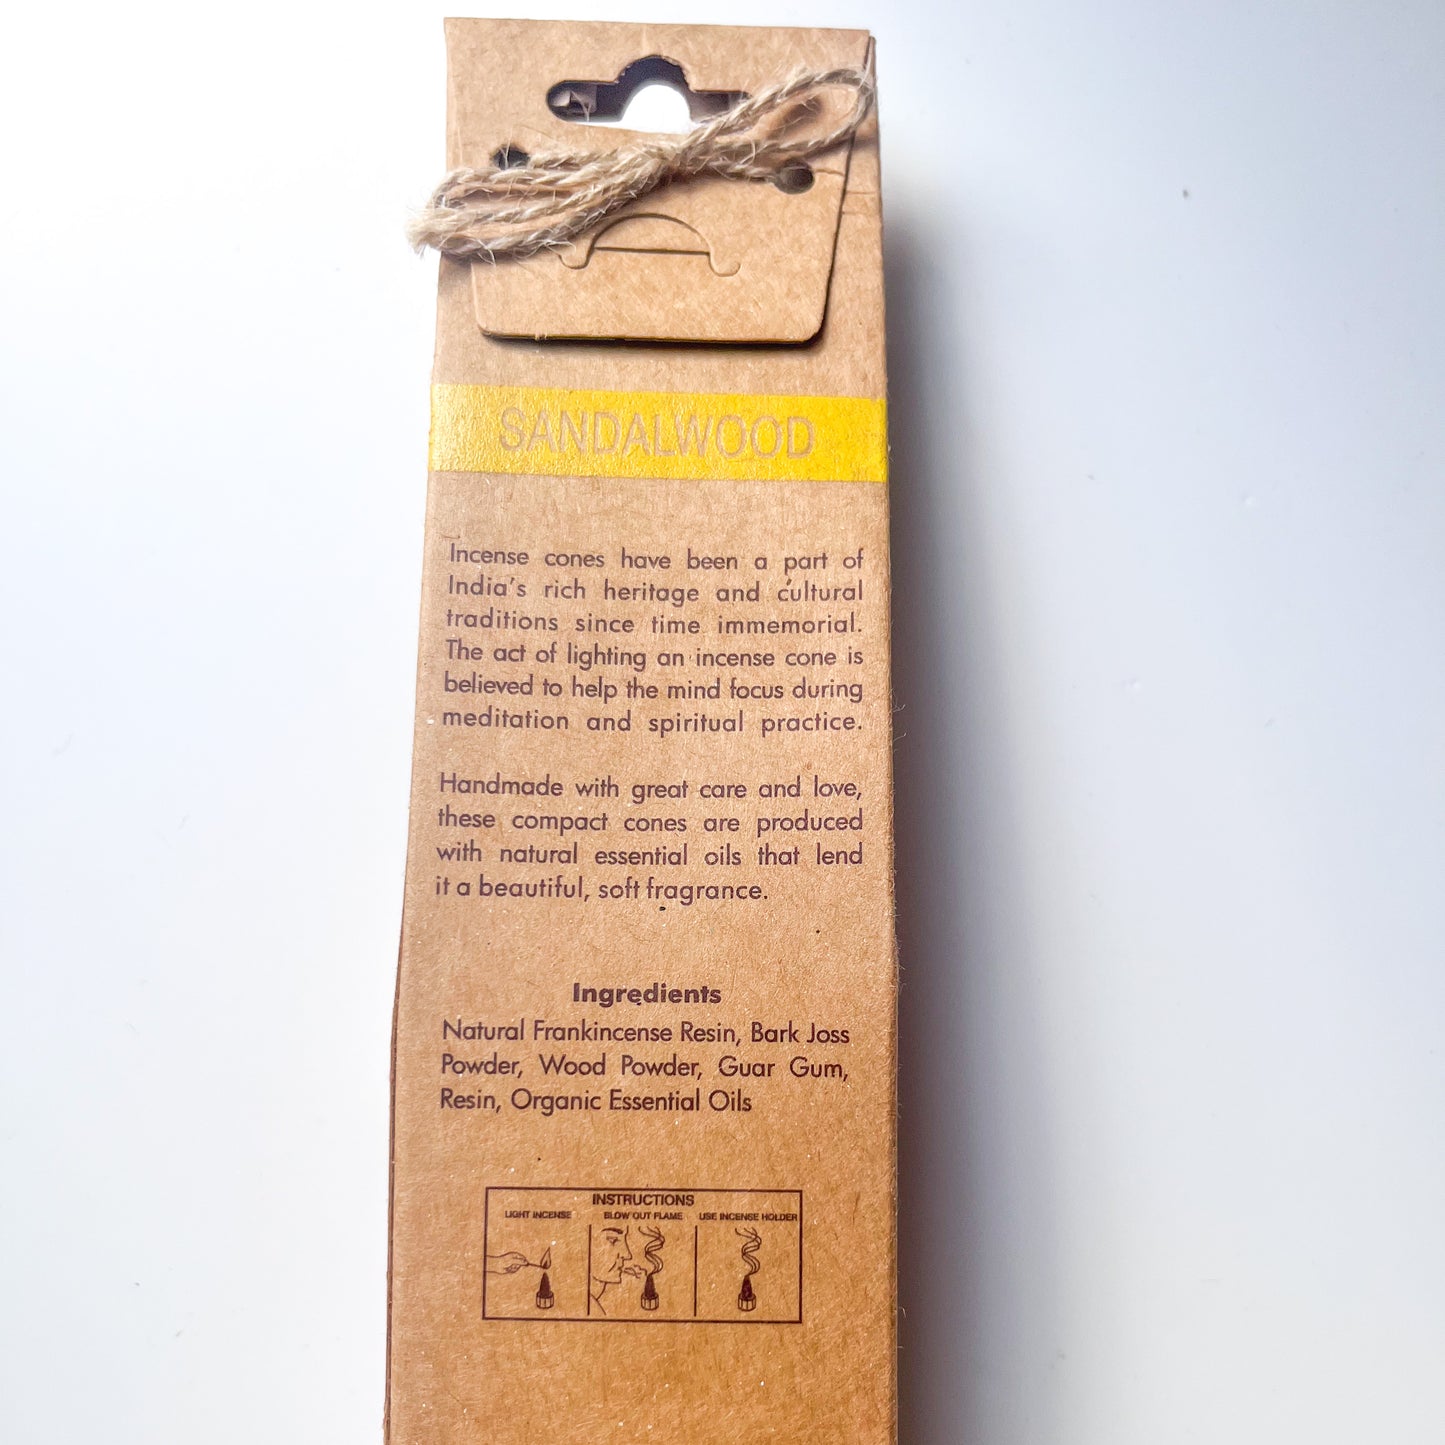 SANDALWOOD
Incense cones have been a part of
India's rich heritage and cultural
traditions since time immemorial.
The act of lighting an incense cone is
believed to help the mind focus during
meditation and spiritual practice.
Handmade with great care and love,
these compact cones are produced
with natural essential oils that lend
it a beautiful, soft fragrance.
Ingredients
Natural Frankincense Resin, Bark Joss
Powder, Wood Powder, Guar Gum,
Resin, Organic Essential Oils
INSTRUCTIONS
LIGHT INCENSE BLOW OUT FLAME USE INCENSE HOLDER